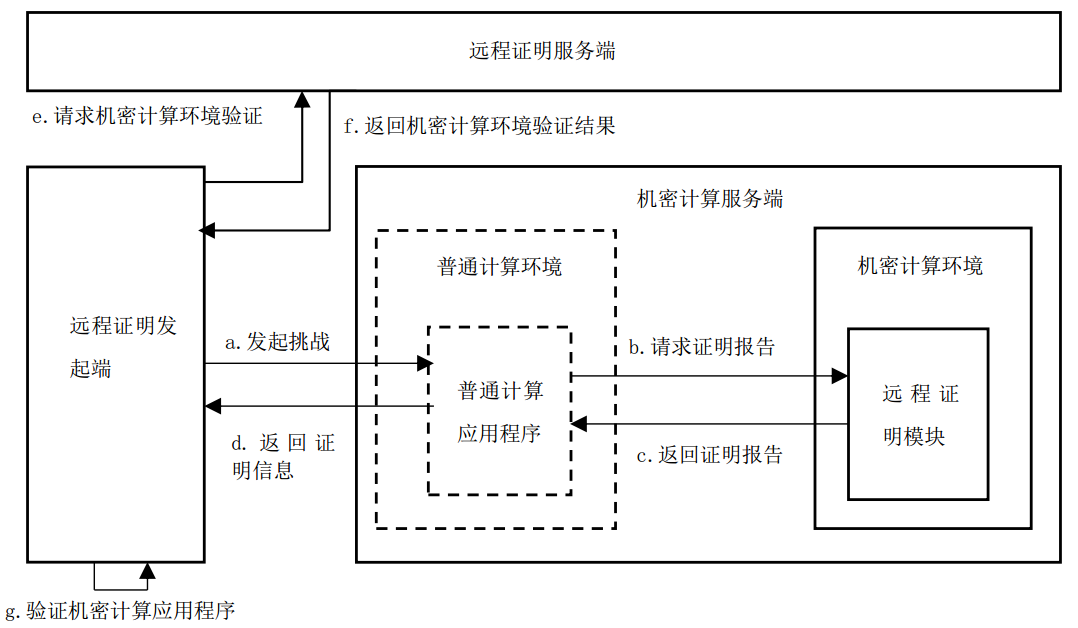 远程证明服务端
e.请求机密计算环境验证
f.返回机密计算环境验证结果
机密计算服务端
普通计算环境
机密计算环境
远程证明发
起端
a.发起挑战
b.请求证明报告
普通计算
应用程序
远程证
明模块
d.返回证
明信息
c.返回证明报告
g.验证机密计算应用程序